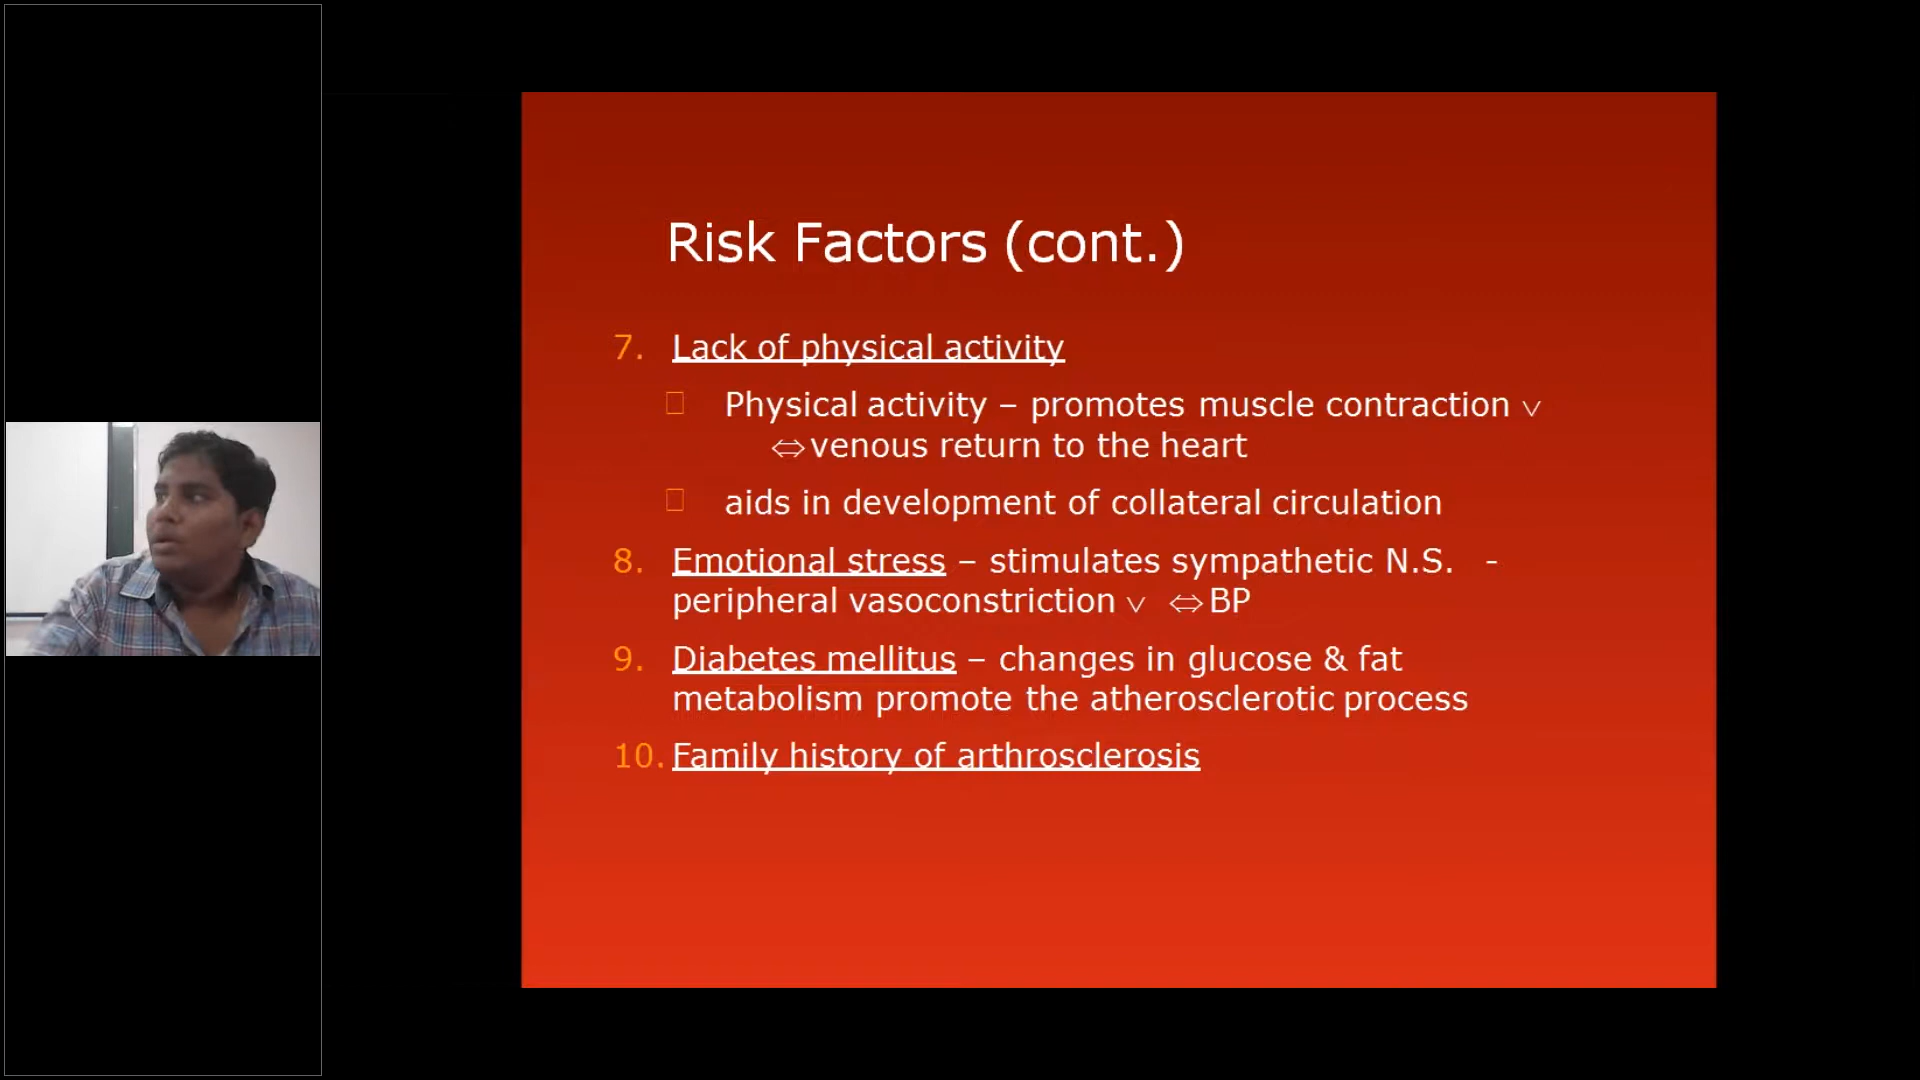 Risk Factors (cont.)
7. Lack of physical activity
Physical activity – promotes muscle contraction ∨
⇔ venous return to the heart
aids in development of collateral circulation
8. Emotional stress – stimulates sympathetic N.S. -
peripheral vasoconstriction ∨ ⇔ BP
9. Diabetes mellitus – changes in glucose & fat
metabolism promote the atherosclerotic process
10. Family history of arthrosclerosis